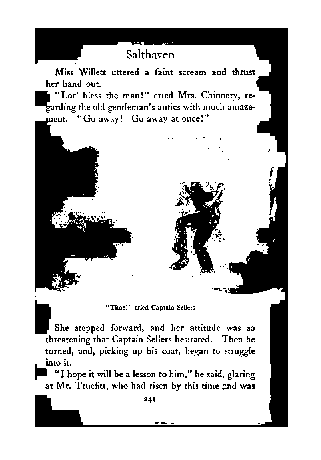 Salthaven
Miss Willett uttered a faint scream and thrust
her hand out.
"Lor' bless the man!" cried Mrs. Chinnery, re-
garding the old gentleman's antics with much amaze-
ment. "Go away! Go away at once!"
cried Captain Sellers
She stepped forward, and her attitude was so
threatening that Captain Sellers hesitated. Then he
turned, and, picking up his coat, began to struggle
into it.
"I hope it will be a lesson to him," he said, glaring
at Mr. Truefitt, who had risen by this time and was
241